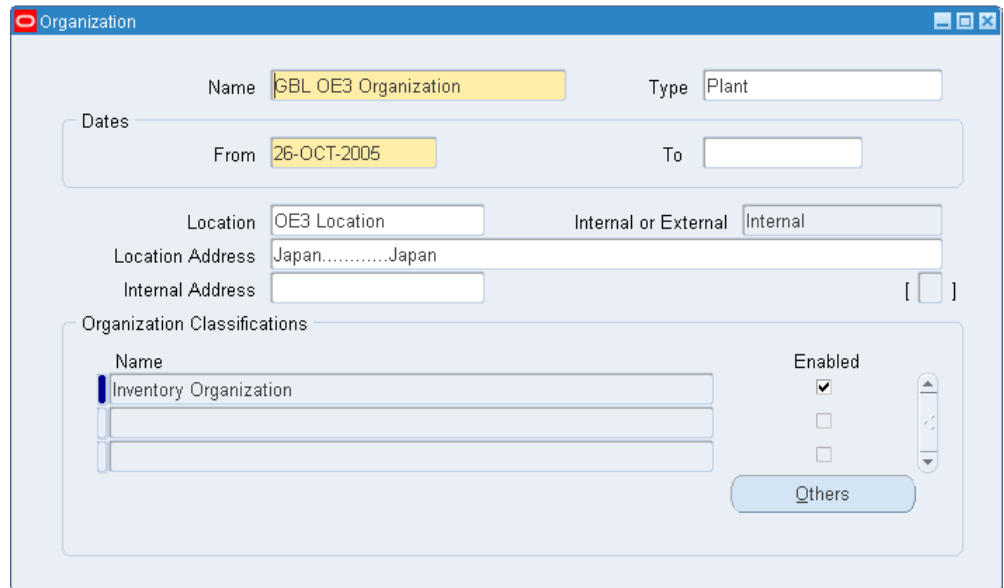 Organization
Name GBL OE3 Organization Type Plant
Dates
From 26-OCT-2005 To
Location OE3 Location Internal or External Internal
Location Address Japan............Japan
Internal Address [ ]
Organization Classifications
Name Enabled
Inventory Organization
Others